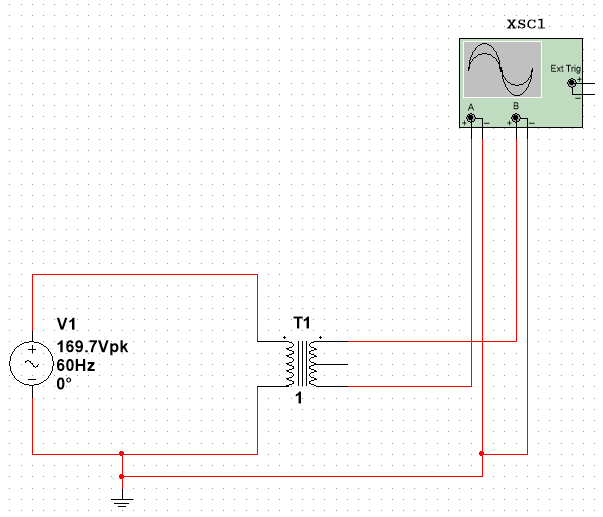 XSC1
Ext Trig
+
−
A
B
+
−
+
−
V1
T1
+
−
169.7Vpk
60Hz
0°
1